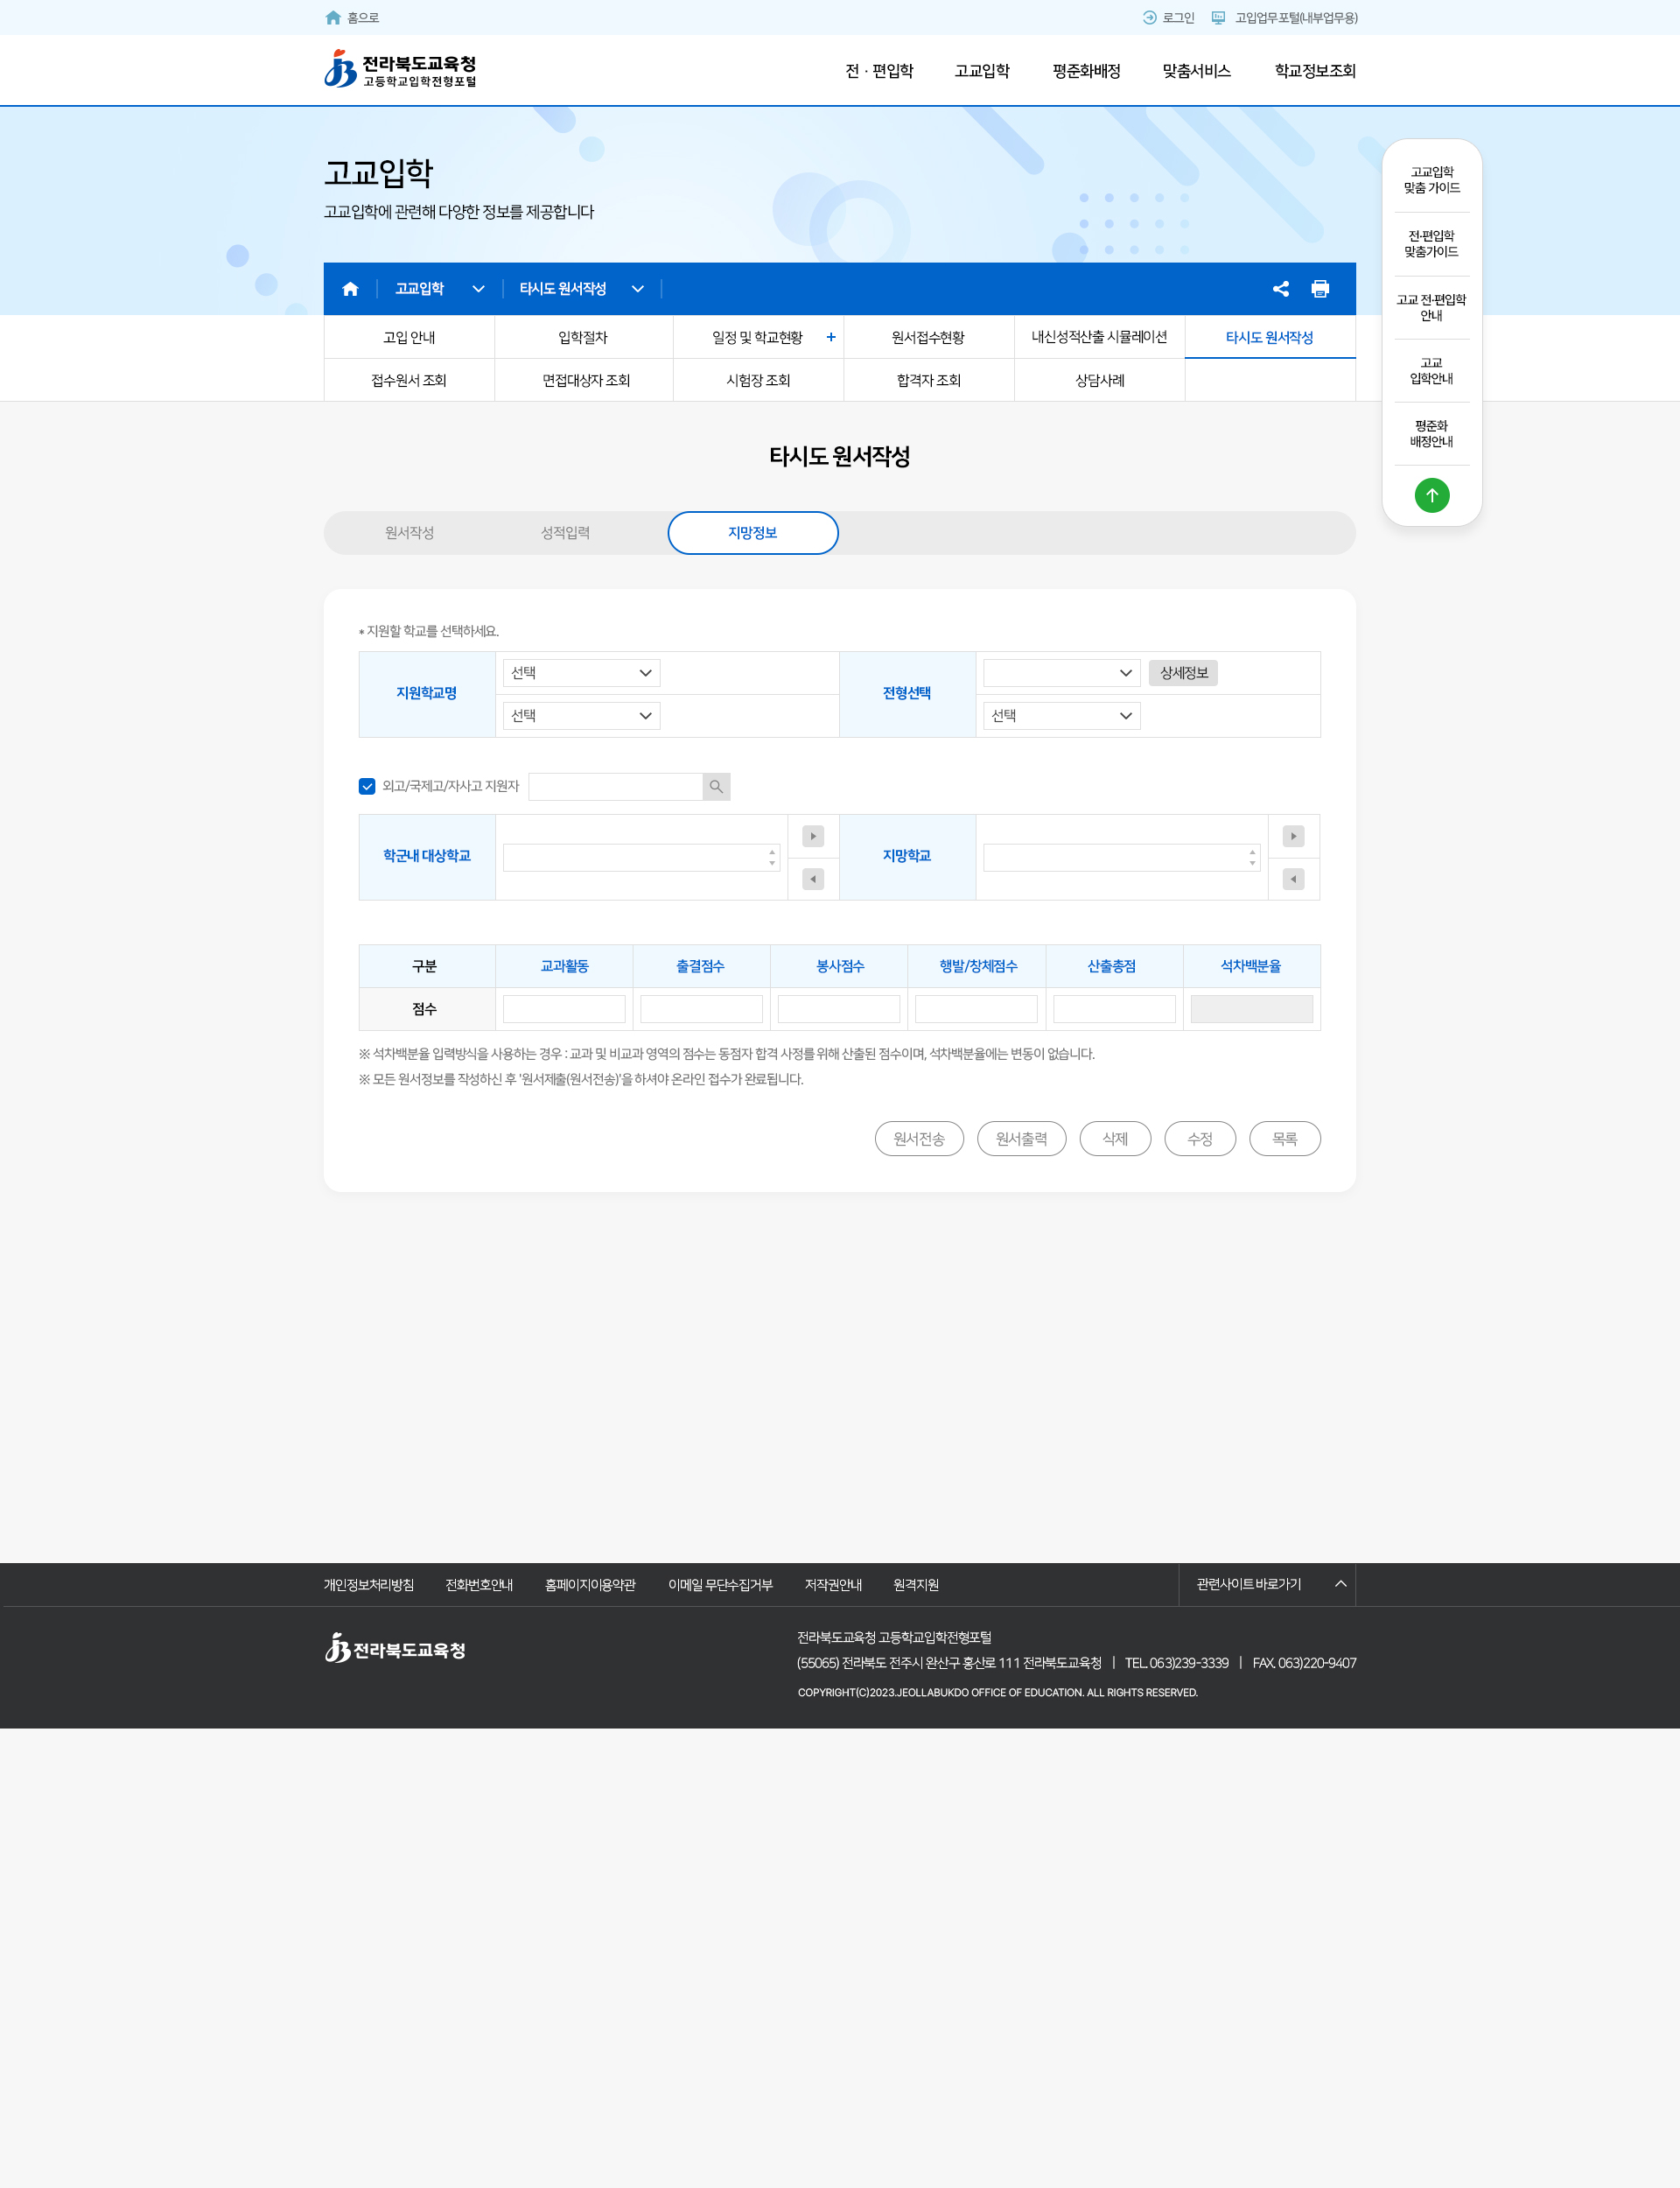 홈으로
로그인
고입업무포털(내부업무용)
전라북도교육청
고등학교입학전형포털
전 · 편입학
고교입학
평준화배정
맞춤서비스
학교정보조회
고교입학
고교입학에 관련해 다양한 정보를 제공합니다
고교입학
타시도 원서작성
고입 안내
입학절차
일정 및 학교현황
원서접수현황
내신성적산출 시뮬레이션
타시도 원서작성
접수원서 조회
면접대상자 조회
시험장 조회
합격자 조회
상담사례
고교입학
맞춤 가이드
전·편입학
맞춤가이드
고교 전·편입학
안내
고교
입학안내
평준화
배정안내
타시도 원서작성
원서작성
성적입력
지망정보
* 지원할 학교를 선택하세요.
지원학교명
선택
선택
전형선택
상세정보
선택
외고/국제고/자사고 지원자
학군내 대상학교
지망학교
구분
교과활동
출결점수
봉사점수
행발/창체점수
산출총점
석차백분율
점수
※ 석차백분율 입력방식을 사용하는 경우 : 교과 및 비교과 영역의 점수는 동점자 합격 사정를 위해 산출된 점수이며, 석차백분율에는 변동이 없습니다.
※ 모든 원서정보를 작성하신 후 '원서제출(원서전송)'을 하셔야 온라인 접수가 완료됩니다.
원서전송
원서출력
삭제
수정
목록
개인정보처리방침
전화번호안내
홈페이지이용약관
이메일 무단수집거부
저작권안내
원격지원
관련사이트 바로가기
전라북도교육청
전라북도교육청 고등학교입학전형포털
(55065) 전라북도 전주시 완산구 홍산로 111 전라북도교육청 | TEL. 063)239-3339 | FAX. 063)220-9407
COPYRIGHT(C)2023.JEOLLABUKDO OFFICE OF EDUCATION. ALL RIGHTS RESERVED.